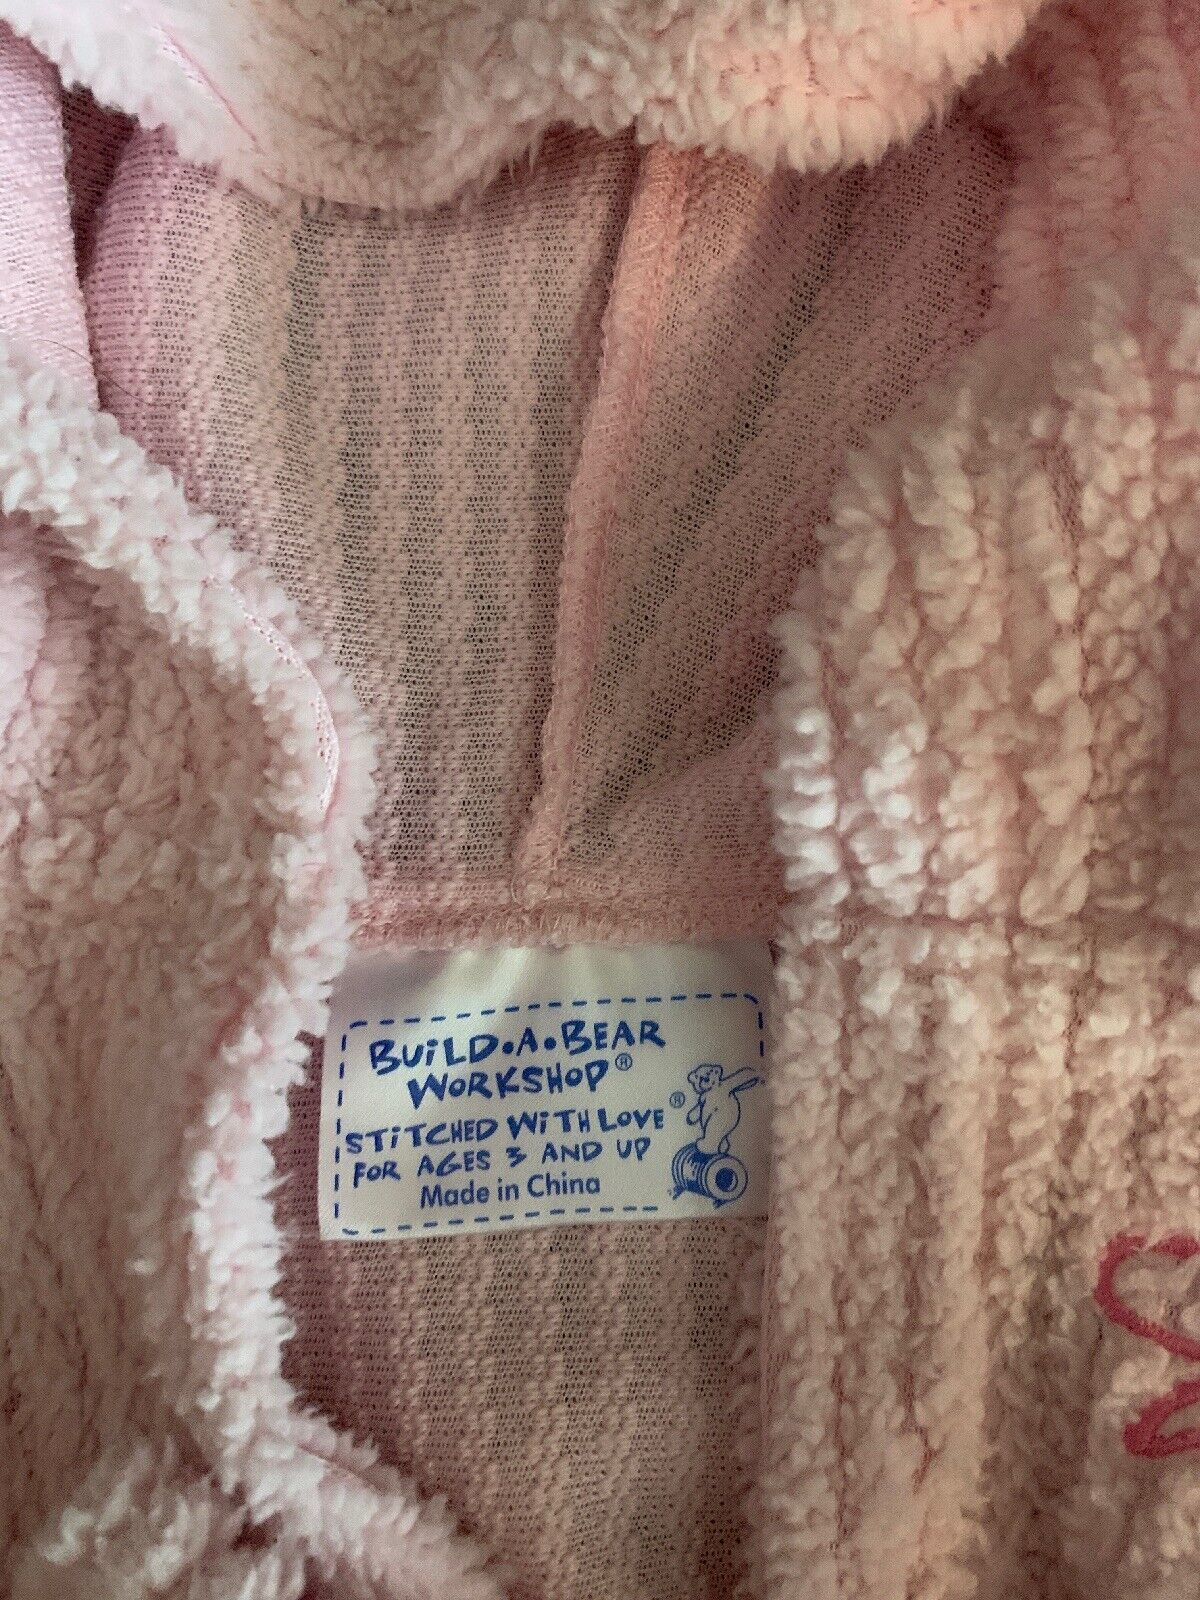 BUiLD•A•BEAR
WORKSHOP®
STiTCHED WiTH LOVE ®
FOR AGES 3 AND UP
Made in China